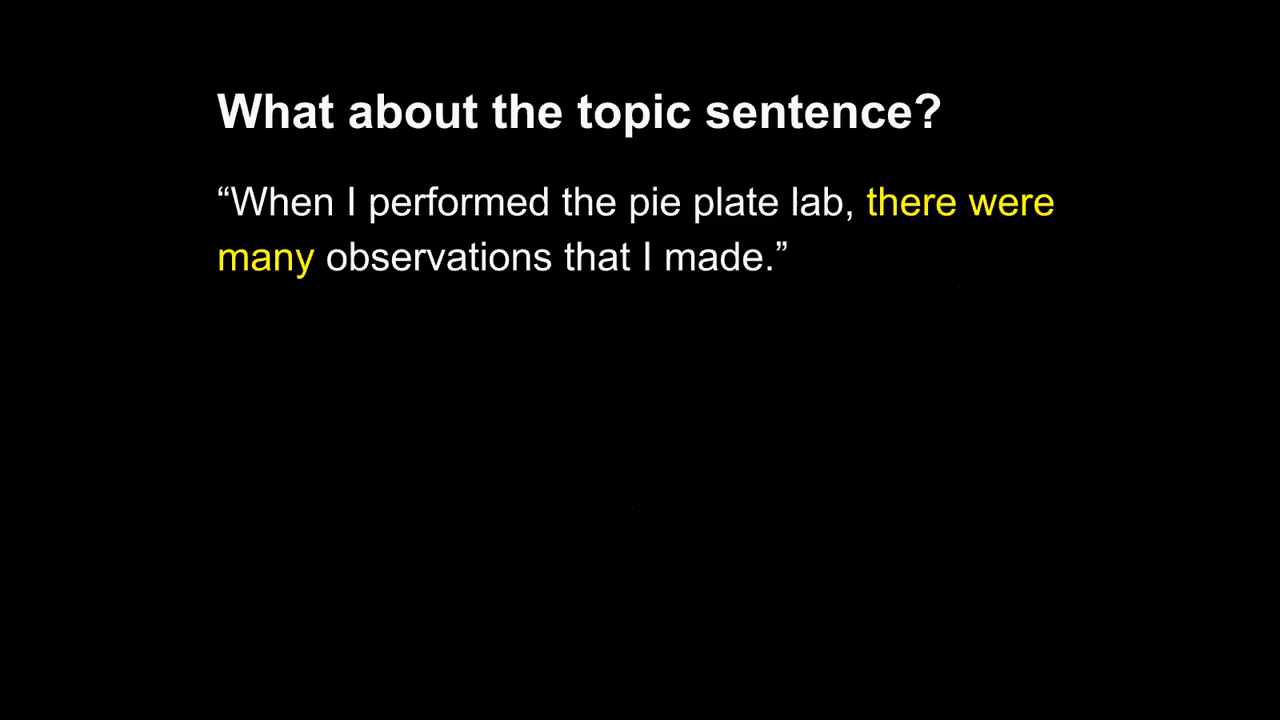 What about the topic sentence?
“When I performed the pie plate lab, there were
many observations that I made.”